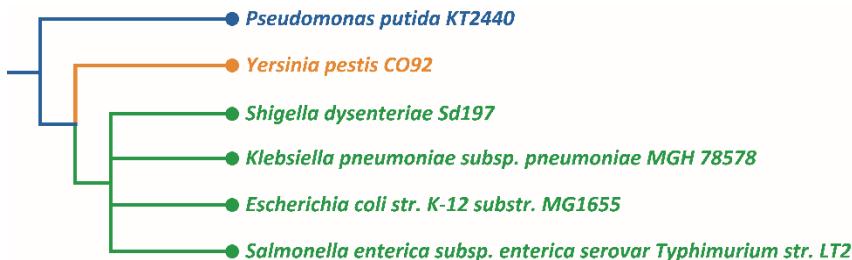 Pseudomonas putida KT2440
Yersinia pestis CO92
Shigella dysenteriae Sd197
Klebsiella pneumoniae subsp. pneumoniae MGH 78578
Escherichia coli str. K-12 substr. MG1655
Salmonella enterica subsp. enterica serovar Typhimurium str. LT2